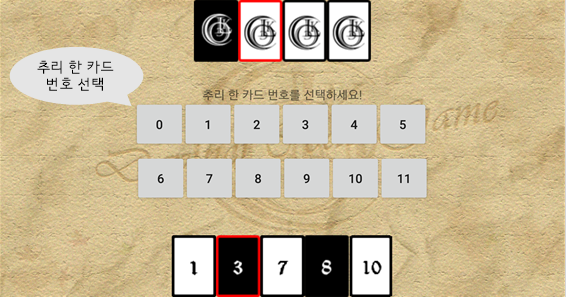 추리 한 카드
번호 선택
추리 한 카드 번호를 선택하세요!
0 1 2 3 4 5
6 7 8 9 10 11
1 3 7 8 10